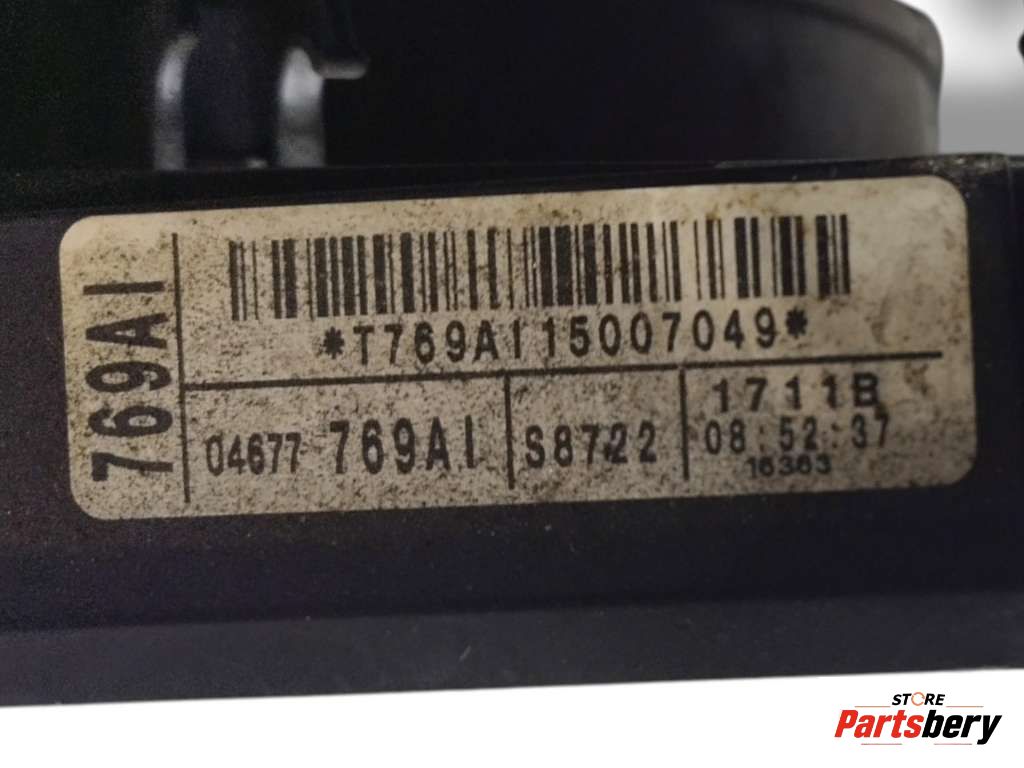 769AI
*T769AI15007049*
04677 769AI
S8722
1711B
08:52:37
16363
STORE
Partsbery